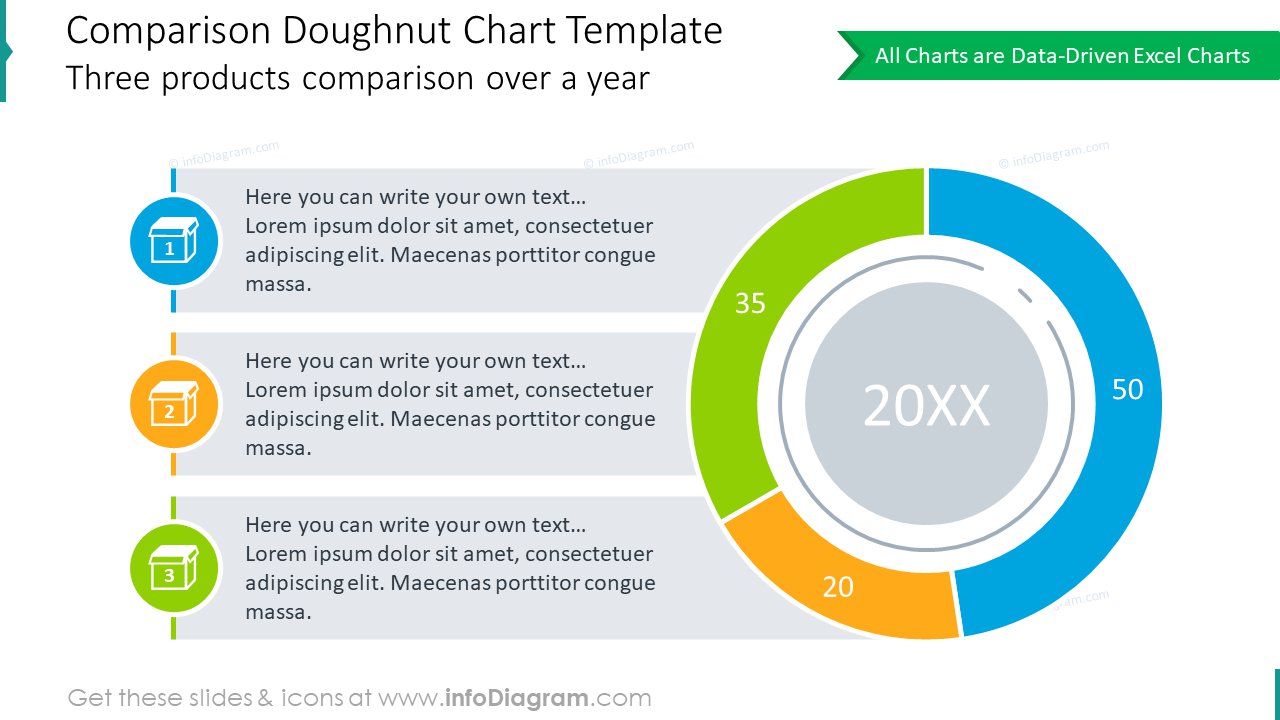 Comparison Doughnut Chart Template
Three products comparison over a year
All Charts are Data-Driven Excel Charts
© infoDiagram.com
© infoDiagram.com
© infoDiagram.com
1
Here you can write your own text...
Lorem ipsum dolor sit amet, consectetuer
adipiscing elit. Maecenas porttitor congue
massa.
2
Here you can write your own text...
Lorem ipsum dolor sit amet, consectetuer
adipiscing elit. Maecenas porttitor congue
massa.
3
Here you can write your own text...
Lorem ipsum dolor sit amet, consectetuer
adipiscing elit. Maecenas porttitor congue
massa.
35
50
20
20XX
Get these slides & icons at www.infoDiagram.com